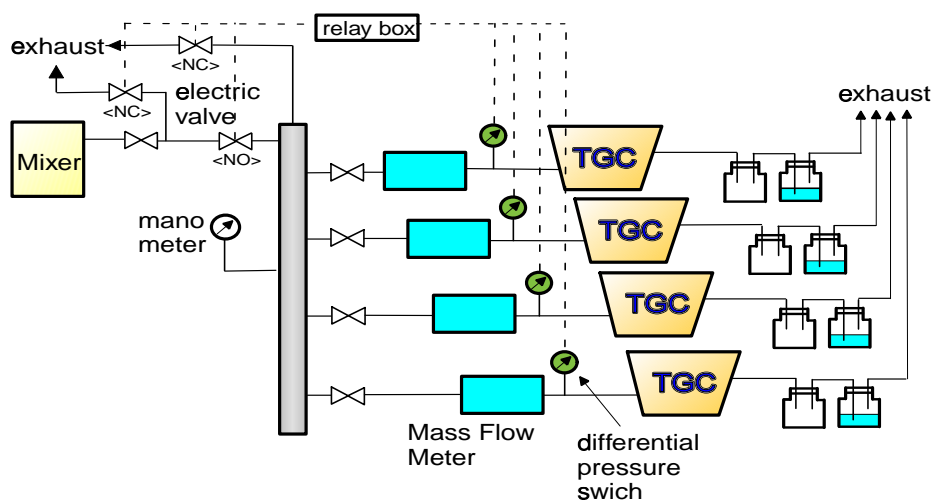 relay box
exhaust
<NC>
<NC>
electric
valve
<NO>
Mixer
exhaust
mano
meter
TGC
TGC
TGC
TGC
Mass Flow
Meter
differential
pressure
swich